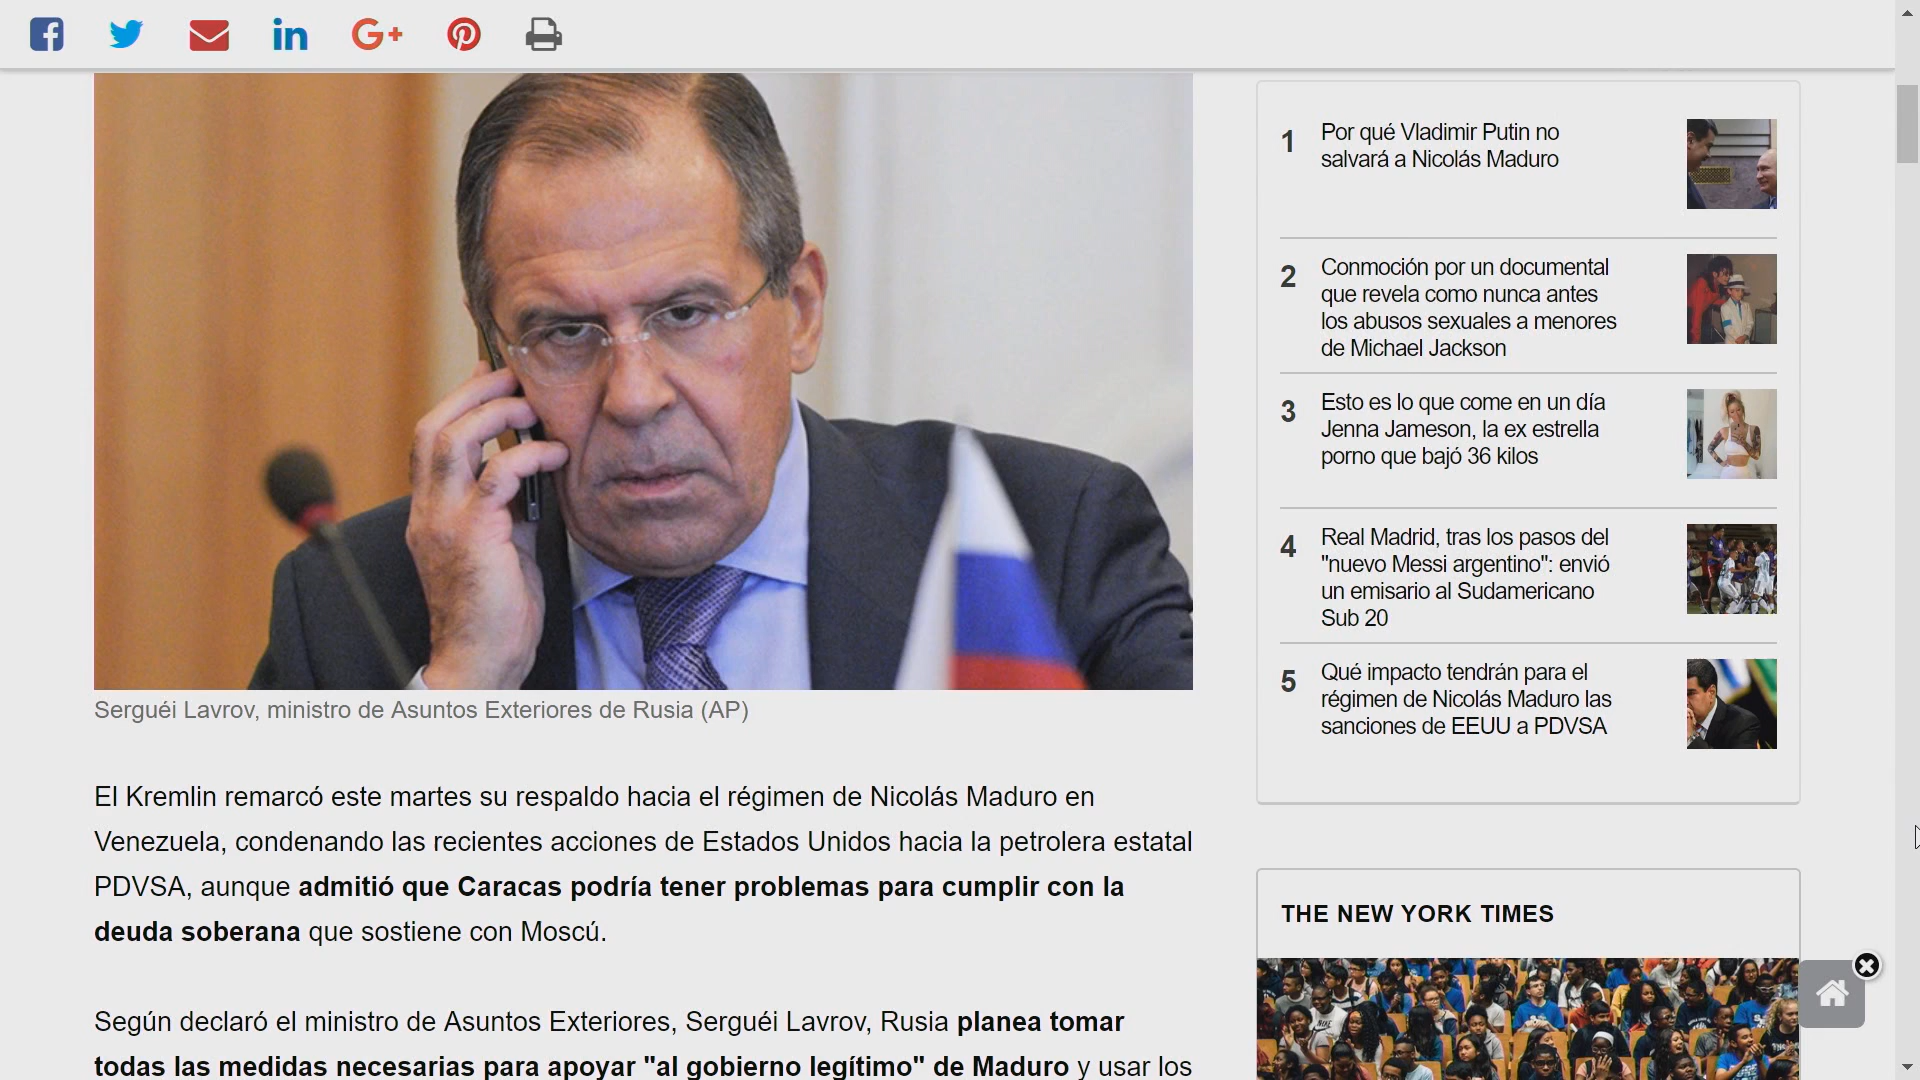 1
Por qué Vladimir Putin no
salvará a Nicolás Maduro
2
Conmoción por un documental
que revela como nunca antes
los abusos sexuales a menores
de Michael Jackson
3
Esto es lo que come en un día
Jenna Jameson, la ex estrella
porno que bajó 36 kilos
4
Real Madrid, tras los pasos del
"nuevo Messi argentino": envió
un emisario al Sudamericano
Sub 20
5
Qué impacto tendrán para el
régimen de Nicolás Maduro las
sanciones de EEUU a PDVSA
Serguéi Lavrov, ministro de Asuntos Exteriores de Rusia (AP)
El Kremlin remarcó este martes su respaldo hacia el régimen de Nicolás Maduro en
Venezuela, condenando las recientes acciones de Estados Unidos hacia la petrolera estatal
PDVSA, aunque admitió que Caracas podría tener problemas para cumplir con la
deuda soberana que sostiene con Moscú.
Según declaró el ministro de Asuntos Exteriores, Serguéi Lavrov, Rusia planea tomar
todas las medidas necesarias para apoyar "al gobierno legítimo" de Maduro y usar los
THE NEW YORK TIMES